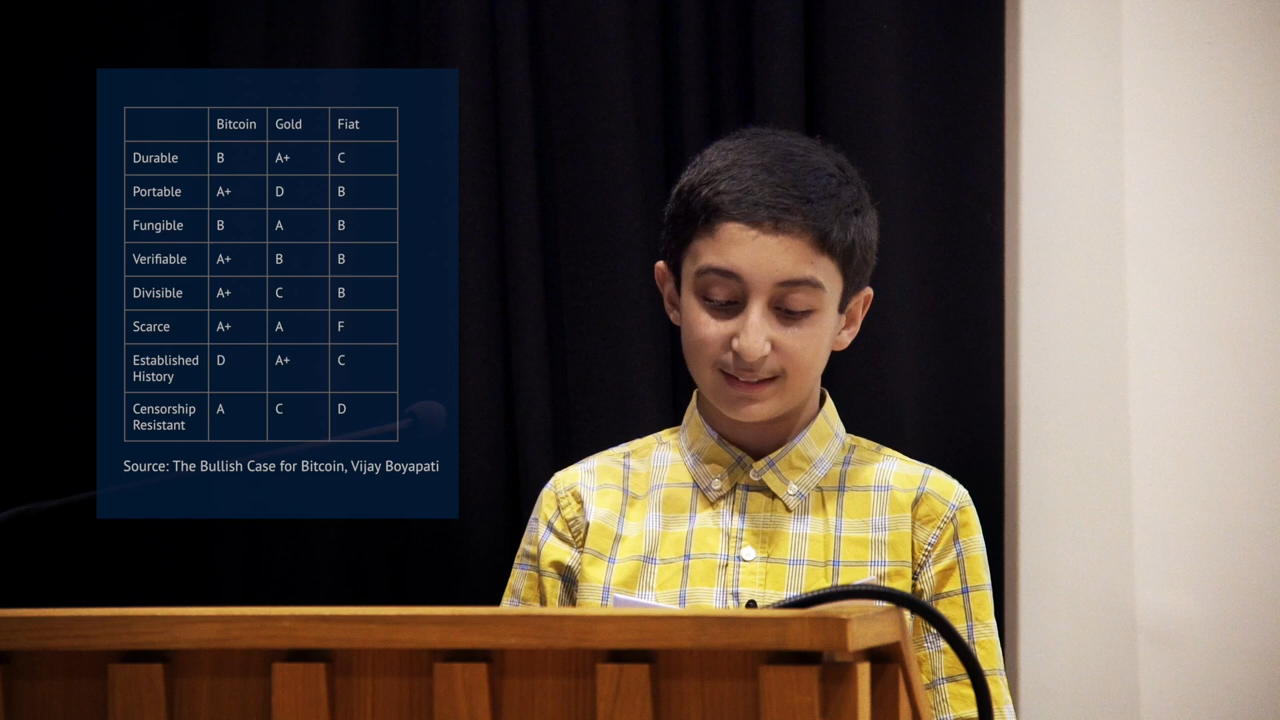 Bitcoin Gold Fiat
Durable B A+ C
Portable A+ D B
Fungible B A B
Verifiable A+ B B
Divisible A+ C B
Scarce A+ A F
Established History D A+ C
Censorship Resistant A C D
Source: The Bullish Case for Bitcoin, Vijay Boyapati